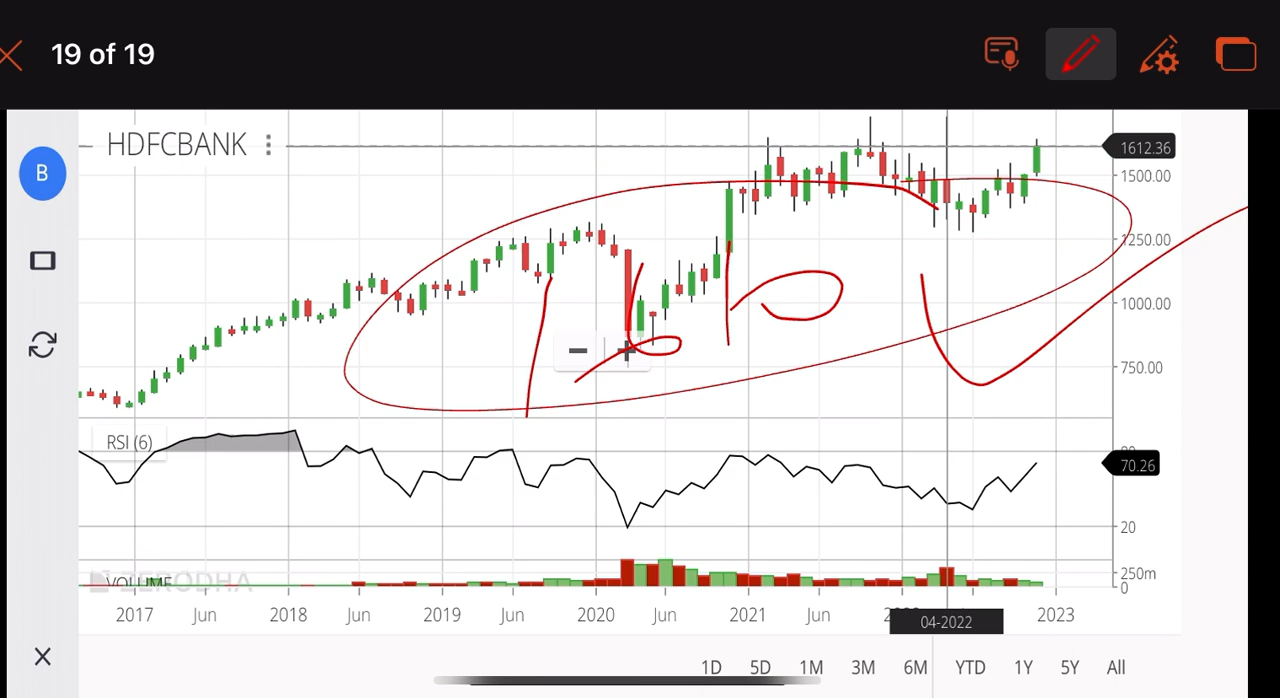 19 of 19
B
HDFCBANK
1612.36
1500.00
1250.00
1000.00
750.00
RSI (6)
70.26
20
VOLUME
ZERODHA
250m
0
2017 Jun 2018 Jun 2019 Jun 2020 Jun 2021 Jun 2023
04-2022
1D 5D 1M 3M 6M YTD 1Y 5Y All